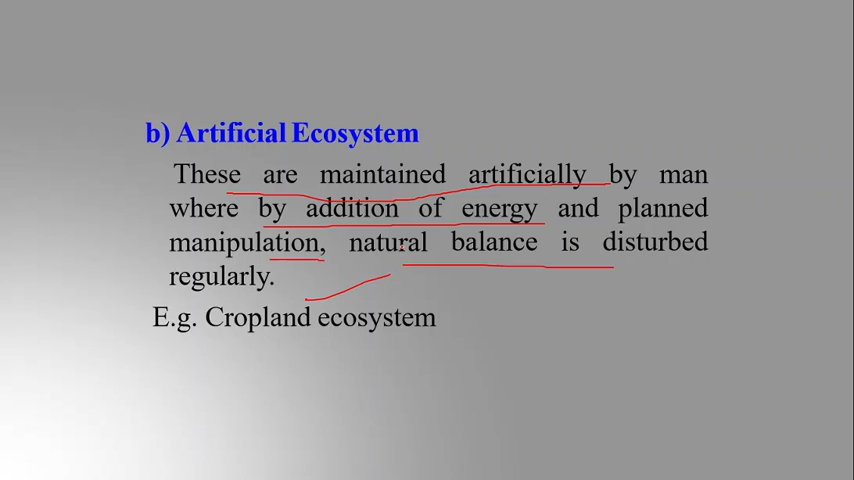 b) Artificial Ecosystem
These are maintained artificially by man
where by addition of energy and planned
manipulation, natural balance is disturbed
regularly.
E.g. Cropland ecosystem